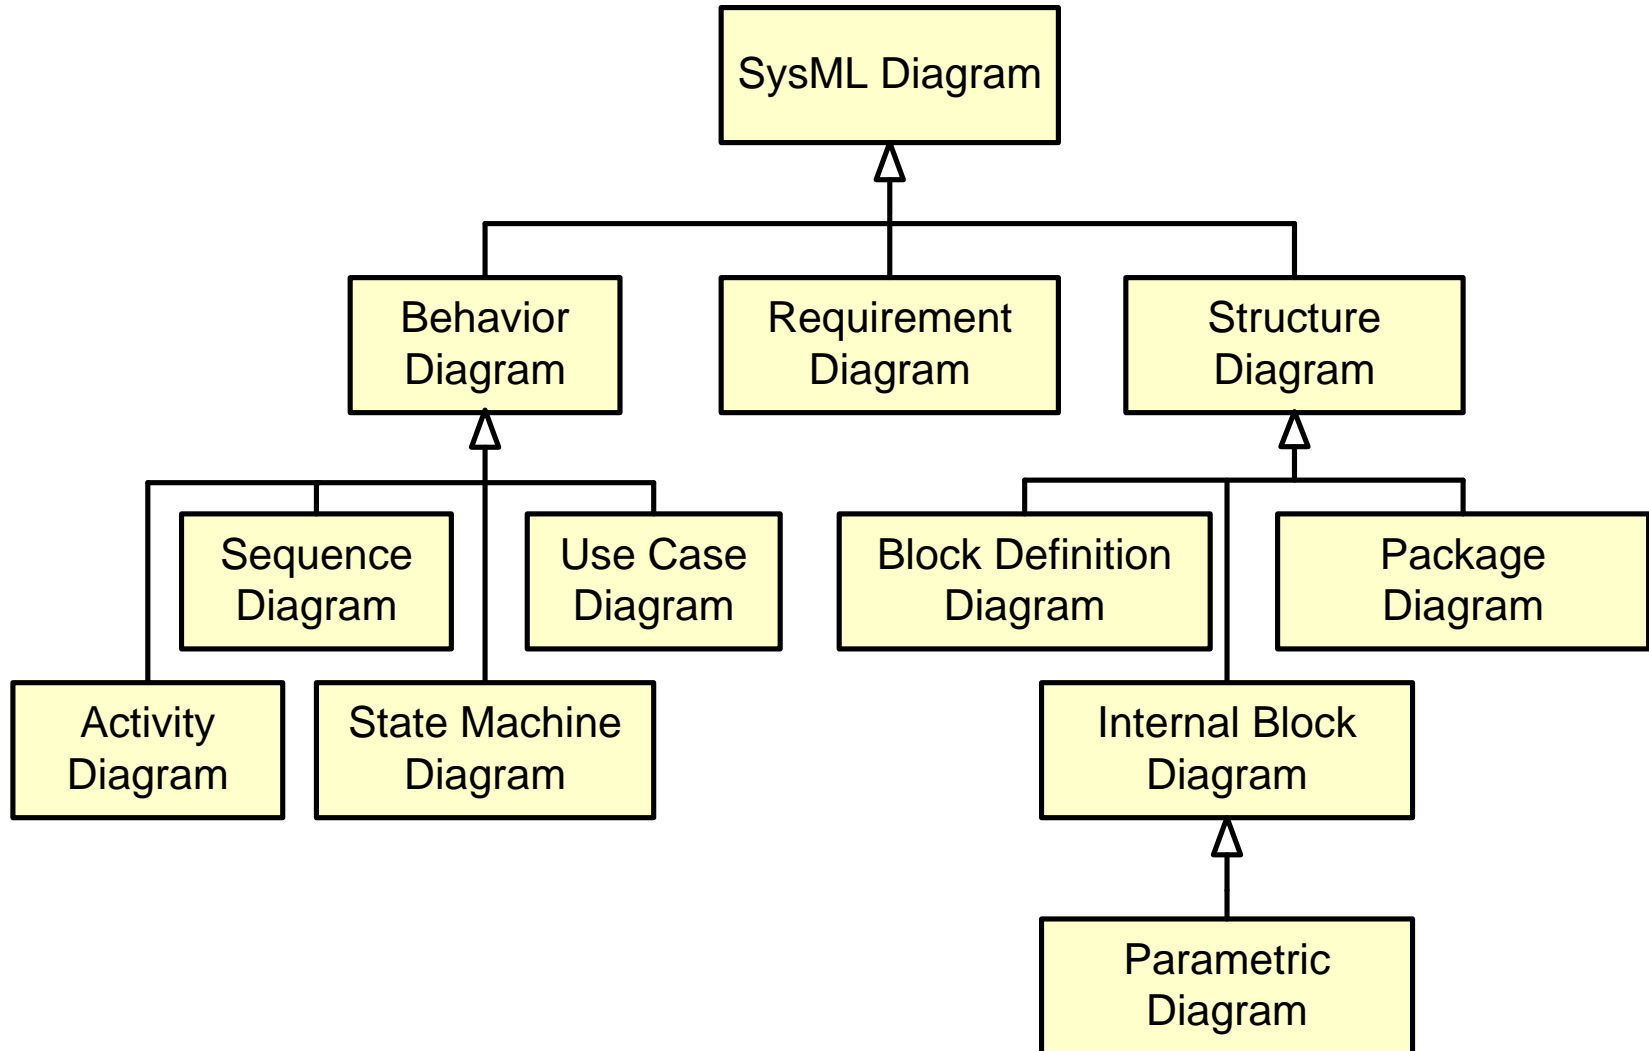 SysML Diagram
Behavior
Diagram
Requirement
Diagram
Structure
Diagram
Sequence
Diagram
Use Case
Diagram
Block Definition
Diagram
Package
Diagram
Activity
Diagram
State Machine
Diagram
Internal Block
Diagram
Parametric
Diagram